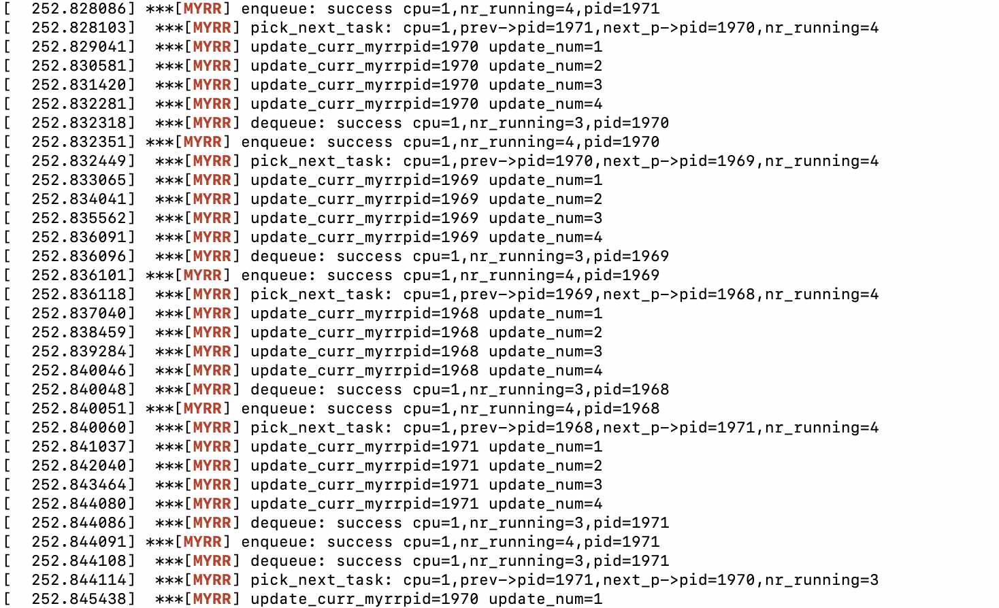 [  252.828086] ***[MYRR] enqueue: success cpu=1,nr_running=4,pid=1971
[  252.828103]  ***[MYRR] pick_next_task: cpu=1,prev->pid=1971,next_p->pid=1970,nr_running=4
[  252.829041]  ***[MYRR] update_curr_myrrpid=1970 update_num=1
[  252.830581]  ***[MYRR] update_curr_myrrpid=1970 update_num=2
[  252.831420]  ***[MYRR] update_curr_myrrpid=1970 update_num=3
[  252.832281]  ***[MYRR] update_curr_myrrpid=1970 update_num=4
[  252.832318]  ***[MYRR] dequeue: success cpu=1,nr_running=3,pid=1970
[  252.832351] ***[MYRR] enqueue: success cpu=1,nr_running=4,pid=1970
[  252.832449]  ***[MYRR] pick_next_task: cpu=1,prev->pid=1970,next_p->pid=1969,nr_running=4
[  252.833065]  ***[MYRR] update_curr_myrrpid=1969 update_num=1
[  252.834041]  ***[MYRR] update_curr_myrrpid=1969 update_num=2
[  252.835562]  ***[MYRR] update_curr_myrrpid=1969 update_num=3
[  252.836091]  ***[MYRR] update_curr_myrrpid=1969 update_num=4
[  252.836096]  ***[MYRR] dequeue: success cpu=1,nr_running=3,pid=1969
[  252.836101] ***[MYRR] enqueue: success cpu=1,nr_running=4,pid=1969
[  252.836118]  ***[MYRR] pick_next_task: cpu=1,prev->pid=1969,next_p->pid=1968,nr_running=4
[  252.837040]  ***[MYRR] update_curr_myrrpid=1968 update_num=1
[  252.838459]  ***[MYRR] update_curr_myrrpid=1968 update_num=2
[  252.839284]  ***[MYRR] update_curr_myrrpid=1968 update_num=3
[  252.840046]  ***[MYRR] update_curr_myrrpid=1968 update_num=4
[  252.840048]  ***[MYRR] dequeue: success cpu=1,nr_running=3,pid=1968
[  252.840051] ***[MYRR] enqueue: success cpu=1,nr_running=4,pid=1968
[  252.840060]  ***[MYRR] pick_next_task: cpu=1,prev->pid=1968,next_p->pid=1971,nr_running=4
[  252.841037]  ***[MYRR] update_curr_myrrpid=1971 update_num=1
[  252.842040]  ***[MYRR] update_curr_myrrpid=1971 update_num=2
[  252.843464]  ***[MYRR] update_curr_myrrpid=1971 update_num=3
[  252.844080]  ***[MYRR] update_curr_myrrpid=1971 update_num=4
[  252.844086]  ***[MYRR] dequeue: success cpu=1,nr_running=3,pid=1971
[  252.844091] ***[MYRR] enqueue: success cpu=1,nr_running=4,pid=1971
[  252.844108]  ***[MYRR] dequeue: success cpu=1,nr_running=3,pid=1971
[  252.844114]  ***[MYRR] pick_next_task: cpu=1,prev->pid=1971,next_p->pid=1970,nr_running=3
[  252.845438]  ***[MYRR] update_curr_myrrpid=1970 update_num=1